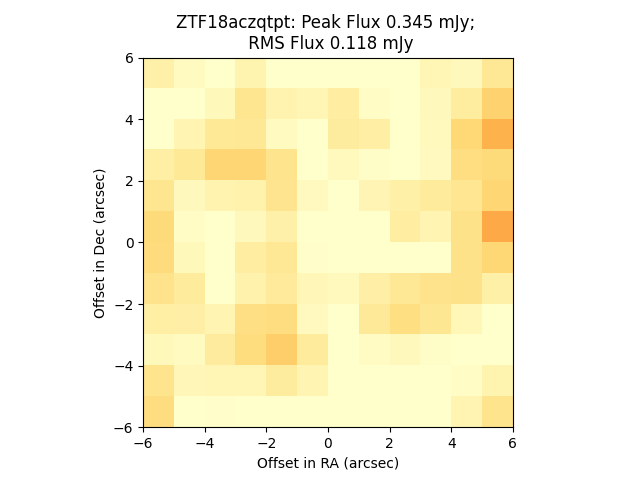 ZTF18aczqtpt: Peak Flux 0.345 mJy;
RMS Flux 0.118 mJy
6
4
2
0
−2
−4
−6
Offset in Dec (arcsec)
−6 −4 −2 0 2 4 6
Offset in RA (arcsec)